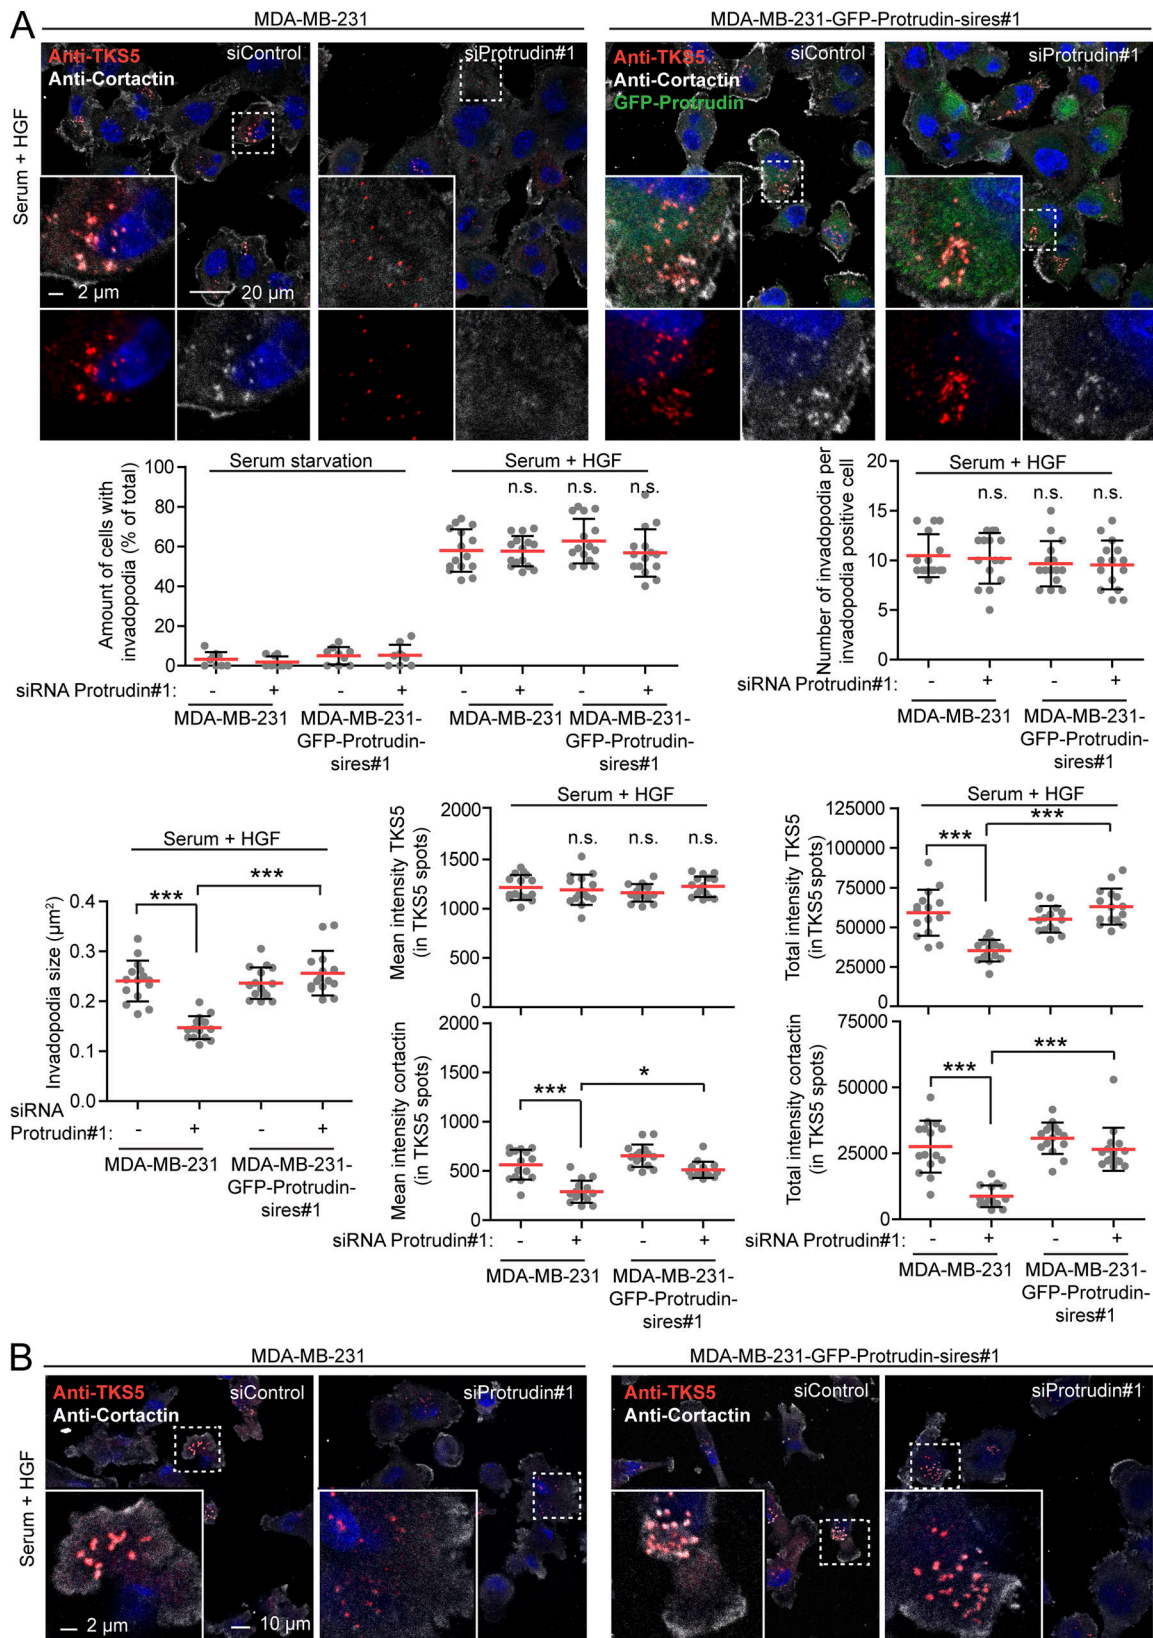 A
MDA-MB-231
MDA-MB-231-GFP-Protrudin-sires#1
Serum + HGF
Anti-TKS5
siControl
Anti-Cortactin
siProtrudin#1
Anti-TKS5
siControl
Anti-Cortactin
GFP-Protrudin
siProtrudin#1
2 µm
20 µm
Amount of cells with
invadopodia (% of total)
100
80
60
40
20
0
Serum starvation
Serum + HGF
n.s.
n.s.
n.s.
siRNA Protrudin#1:
- + - + - + - +
MDA-MB-231
MDA-MB-231-
GFP-Protrudin-
sires#1
MDA-MB-231
MDA-MB-231-
GFP-Protrudin-
sires#1
Number of invadopodia per
invadopodia positive cell
20
15
10
5
0
Serum + HGF
n.s.
n.s.
n.s.
siRNA Protrudin#1:
- + - +
MDA-MB-231
MDA-MB-231-
GFP-Protrudin-
sires#1
Invadopodia size (µm²)
0.4
0.3
0.2
0.1
0.0
Serum + HGF
***
***
siRNA
Protrudin#1:
- + - +
MDA-MB-231
MDA-MB-231-
GFP-Protrudin-
sires#1
Mean intensity TKS5
(in TKS5 spots)
2000
1500
1000
500
0
Serum + HGF
n.s.
n.s.
n.s.
Mean intensity cortactin
(in TKS5 spots)
2000
1500
1000
500
0
***
*
siRNA Protrudin#1:
- + - +
MDA-MB-231
MDA-MB-231-
GFP-Protrudin-
sires#1
Total intensity TKS5
(in TKS5 spots)
125000
100000
75000
50000
25000
0
Serum + HGF
***
***
Total intensity cortactin
(in TKS5 spots)
75000
50000
25000
0
***
***
siRNA Protrudin#1:
- + - +
MDA-MB-231
MDA-MB-231-
GFP-Protrudin-
sires#1
B
MDA-MB-231
MDA-MB-231-GFP-Protrudin-sires#1
Serum + HGF
Anti-TKS5
siControl
Anti-Cortactin
siProtrudin#1
Anti-TKS5
siControl
Anti-Cortactin
siProtrudin#1
2 µm
10 µm